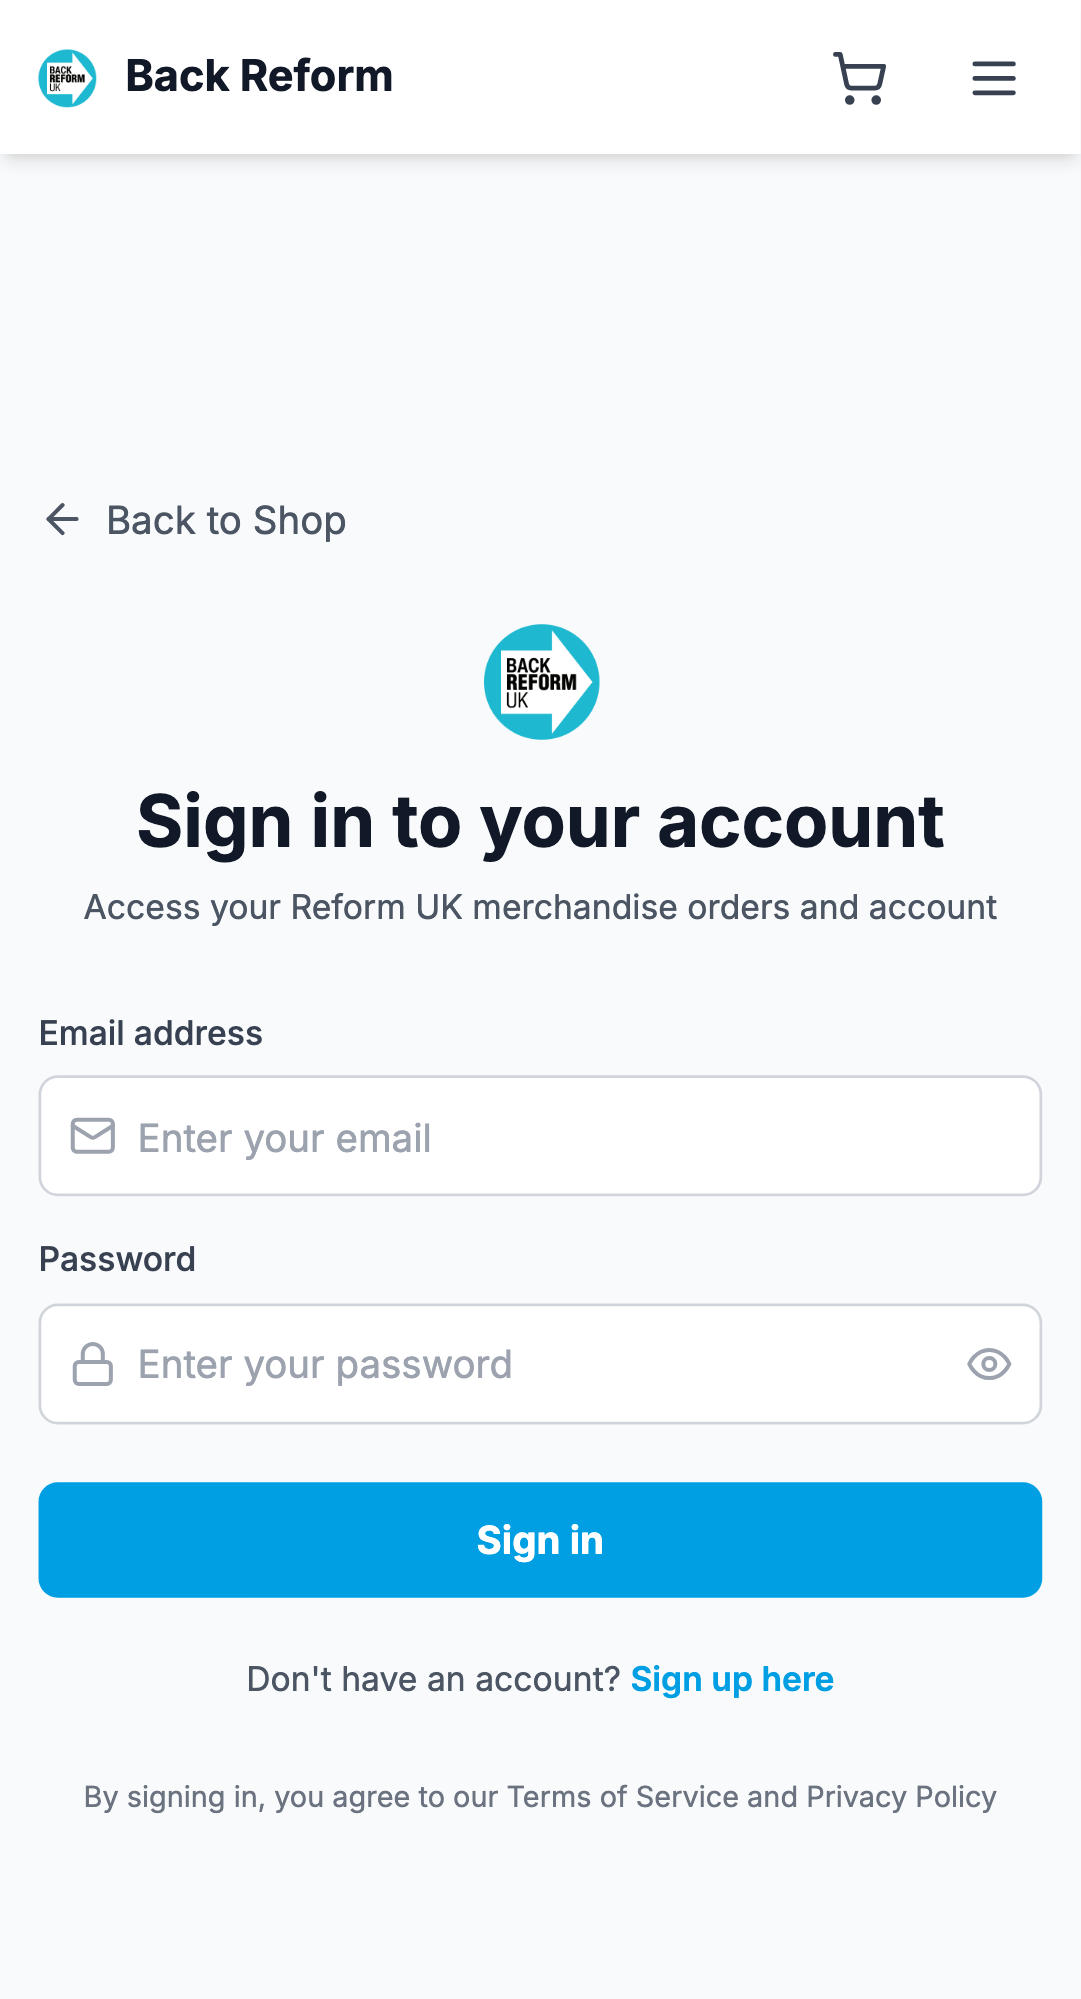 BACK
REFORM
UK
Back Reform
Back to Shop
BACK
REFORM
UK
Sign in to your account
Access your Reform UK merchandise orders and account
Email address
Enter your email
Password
Enter your password
Sign in
Don't have an account? Sign up here
By signing in, you agree to our Terms of Service and Privacy Policy